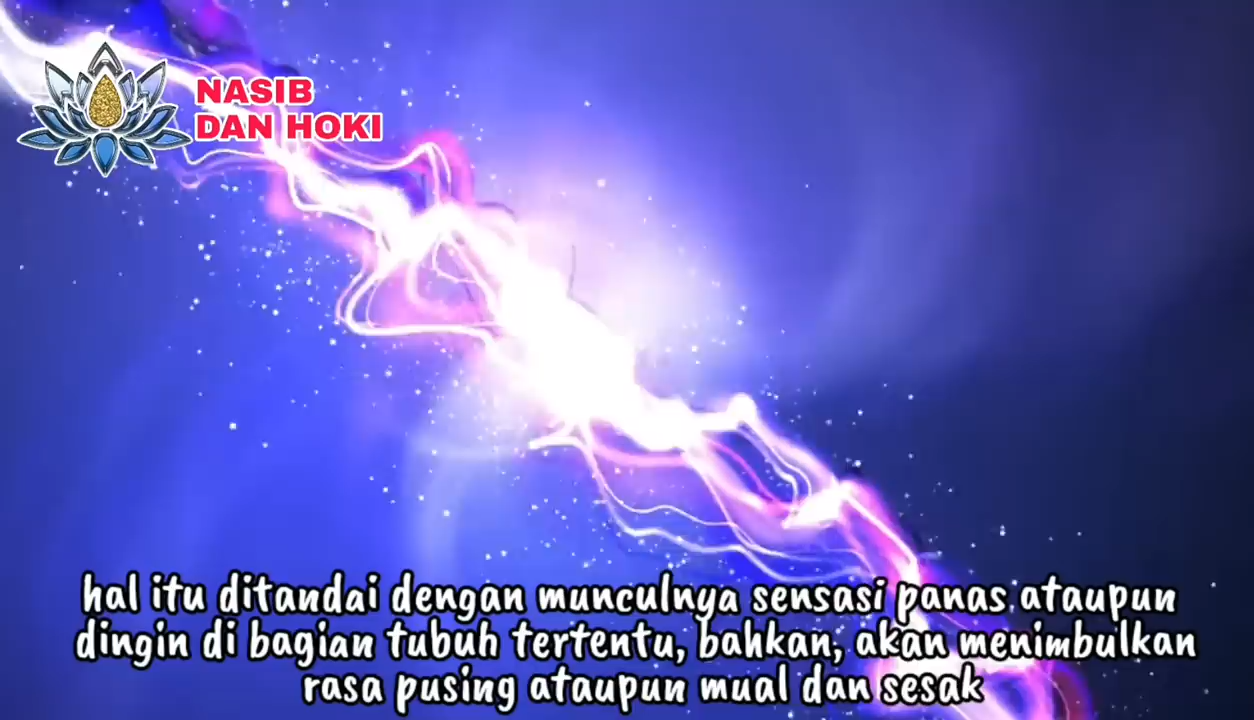 NASIB
DAN HOKI
hal itu ditandai dengan munculnya sensasi panas ataupun
dingin di bagian tubuh tertentu, bahkan, akan menimbulkan
rasa pusing ataupun mual dan sesak